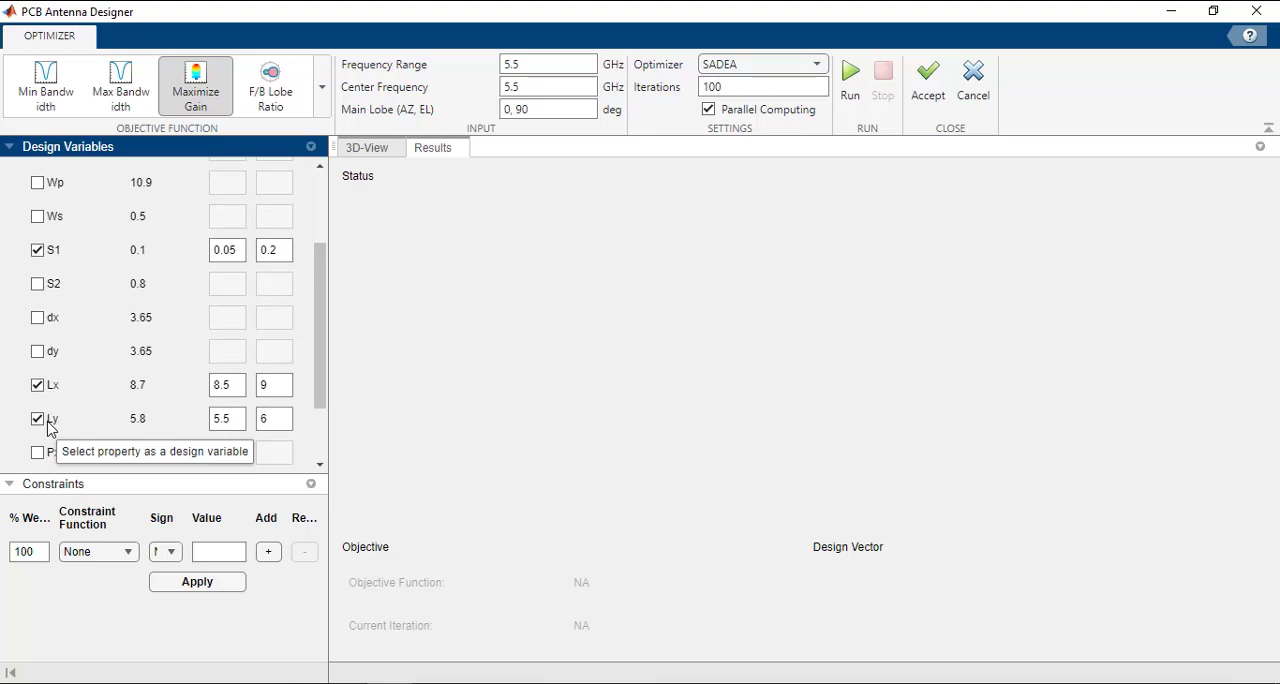 PCB Antenna Designer
OPTIMIZER
Min Bandw
idth
Max Bandw
idth
Maximize
Gain
F/B Lobe
Ratio
OBJECTIVE FUNCTION
Frequency Range 5.5 GHz
Center Frequency 5.5 GHz
Main Lobe (AZ, EL) 0, 90 deg
INPUT
Optimizer SADEA
Iterations 100
Parallel Computing
SETTINGS
Run
Stop
RUN
Accept
Cancel
CLOSE
Design Variables
Wp 10.9
Ws 0.5
S1 0.1 0.05 0.2
S2 0.8
dx 3.65
dy 3.65
Lx 8.7 8.5 9
Ly 5.8 5.5 6
Select property as a design variable
Constraints
% We... Constraint Function Sign Value Add Re...
100 None + -
Apply
3D-View
Results
Status
Objective
Design Vector
Objective Function: NA
Current Iteration: NA